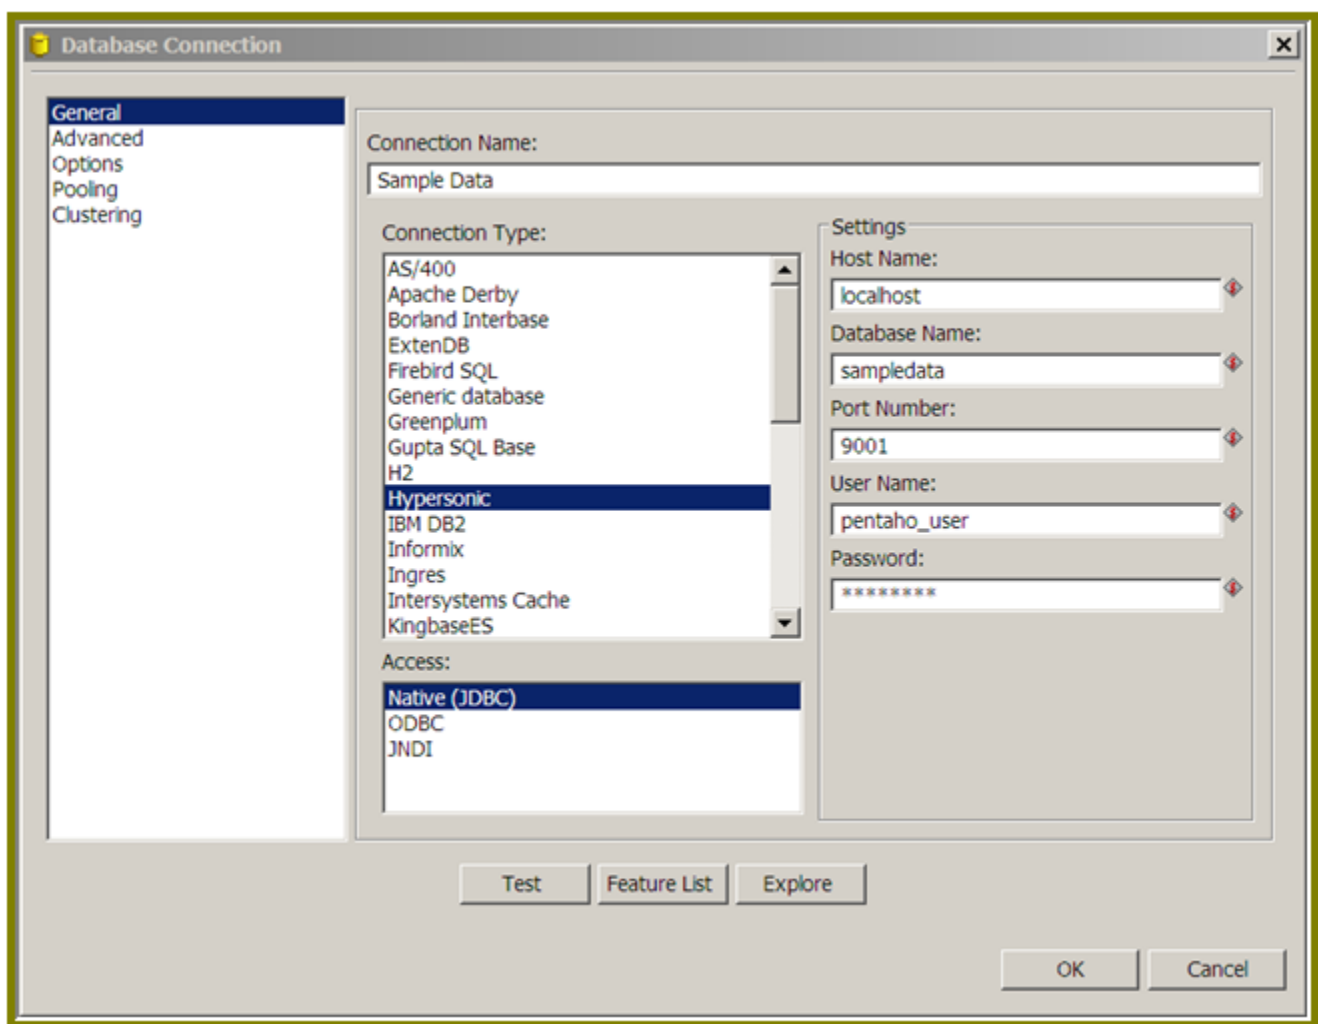 Database Connection
General
Advanced
Options
Pooling
Clustering
Connection Name:
Sample Data
Connection Type:
AS/400
Apache Derby
Borland Interbase
ExtenDB
Firebird SQL
Generic database
Greenplum
Gupta SQL Base
H2
Hypersonic
IBM DB2
Informix
Ingres
Intersystems Cache
KingbaseES
Access:
Native (JDBC)
ODBC
JNDI
Settings
Host Name:
localhost
Database Name:
sampledata
Port Number:
9001
User Name:
pentaho_user
Password:
********
Test
Feature List
Explore
OK
Cancel